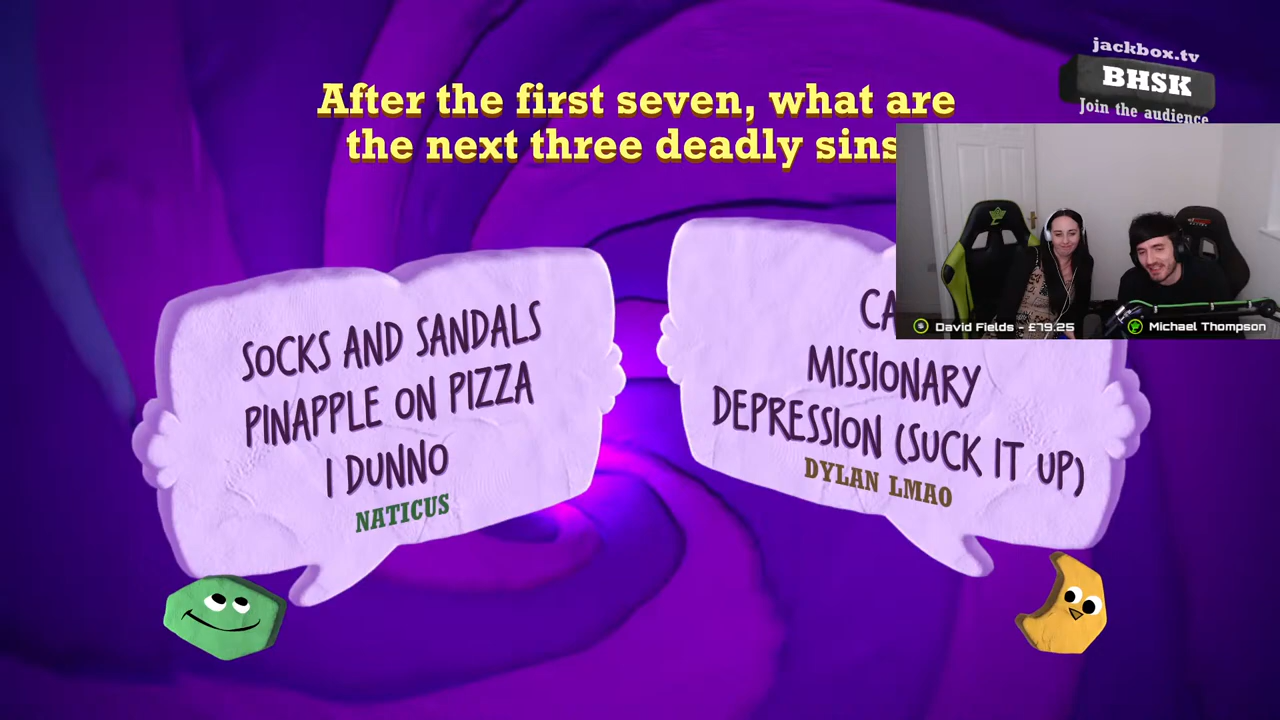 jackbox.tv
BHSK
Join the audience
After the first seven, what are
the next three deadly sins
David Fields - £79.25
Michael Thompson
SOCKS AND SANDALS
PINAPPLE ON PIZZA
I DUNNO
NATICUS
MISSIONARY
DEPRESSION (SUCK IT UP)
DYLAN LMAO